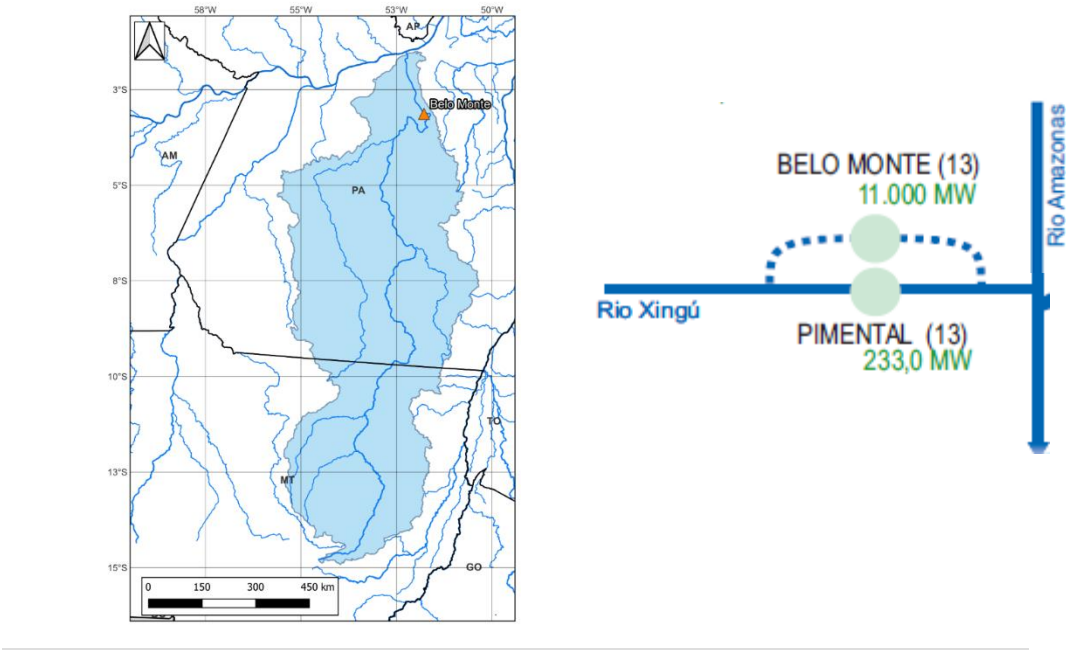 58°W
55°W
53°W
50°W
AP
3°S
Belo Monte
AM
5°S
PA
8°S
10°S
TO
13°S
MT
15°S
GO
0 150 300 450 km
BELO MONTE (13)
11.000 MW
Rio Amazonas
Rio Xingú
PIMENTAL (13)
233,0 MW